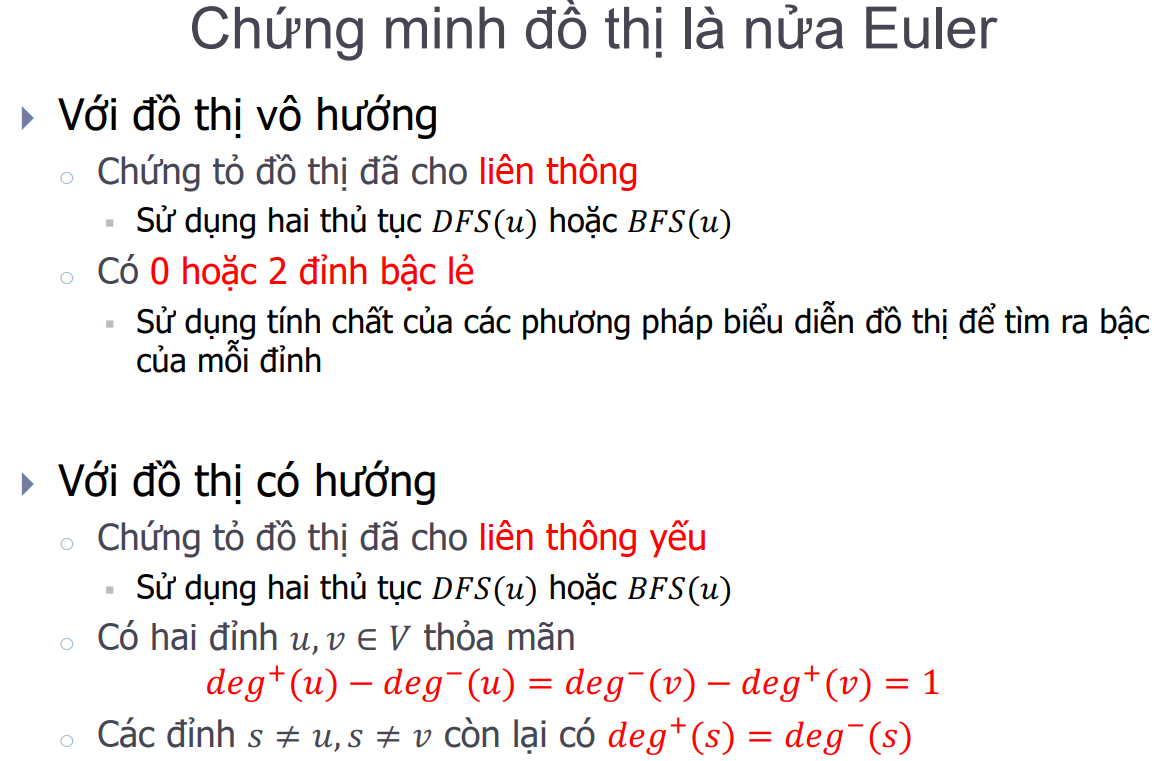 Chứng minh đồ thị là nửa Euler
Với đồ thị vô hướng
Chứng tỏ đồ thị đã cho liên thông
Sử dụng hai thủ tục DFS(u) hoặc BFS(u)
Có 0 hoặc 2 đỉnh bậc lẻ
Sử dụng tính chất của các phương pháp biểu diễn đồ thị để tìm ra bậc
của mỗi đỉnh
Với đồ thị có hướng
Chứng tỏ đồ thị đã cho liên thông yếu
Sử dụng hai thủ tục DFS(u) hoặc BFS(u)
Có hai đỉnh u, v ∈ V thỏa mãn
deg⁺(u) − deg⁻(u) = deg⁻(v) − deg⁺(v) = 1
Các đỉnh s ≠ u, s ≠ v còn lại có deg⁺(s) = deg⁻(s)